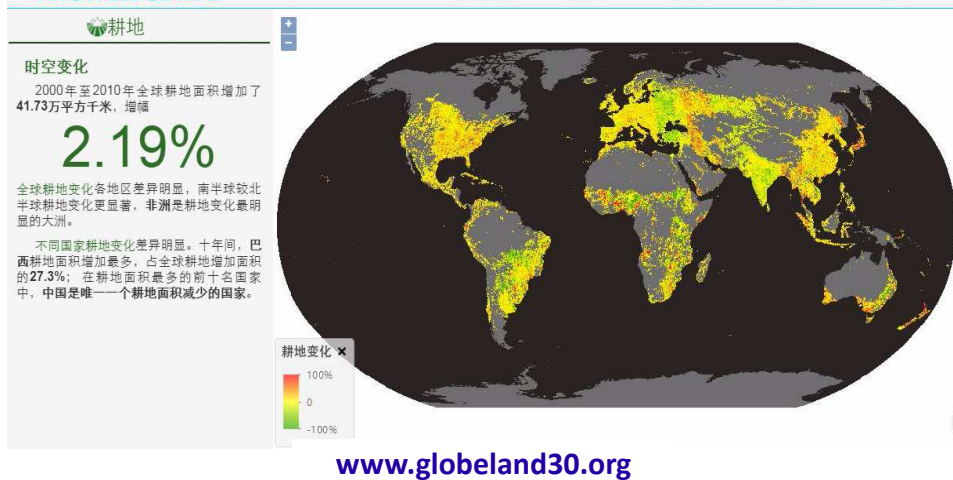 耕地
时空变化
2000年至2010年全球耕地面积增加了
41.73万平方千米，增幅
2.19%
全球耕地变化各地区差异明显，南半球较北
半球耕地变化更显著，非洲是耕地变化最明
显的大洲。
不同国家耕地变化差异明显。十年间，巴
西耕地面积增加最多，占全球耕地增加面积
的27.3%； 在耕地面积最多的前十名国家
中，中国是唯一一个耕地面积减少的国家。
+
−
耕地变化 ×
100%
0
-100%
www.globeland30.org